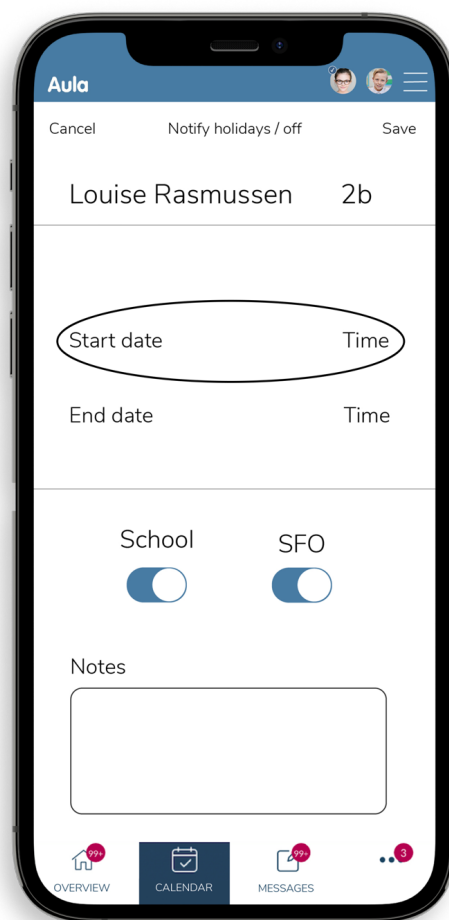 Aula
Cancel Notify holidays / off Save
Louise Rasmussen 2b
Start date Time
End date Time
School SFO
Notes
99+ 99+ 3
OVERVIEW CALENDAR MESSAGES